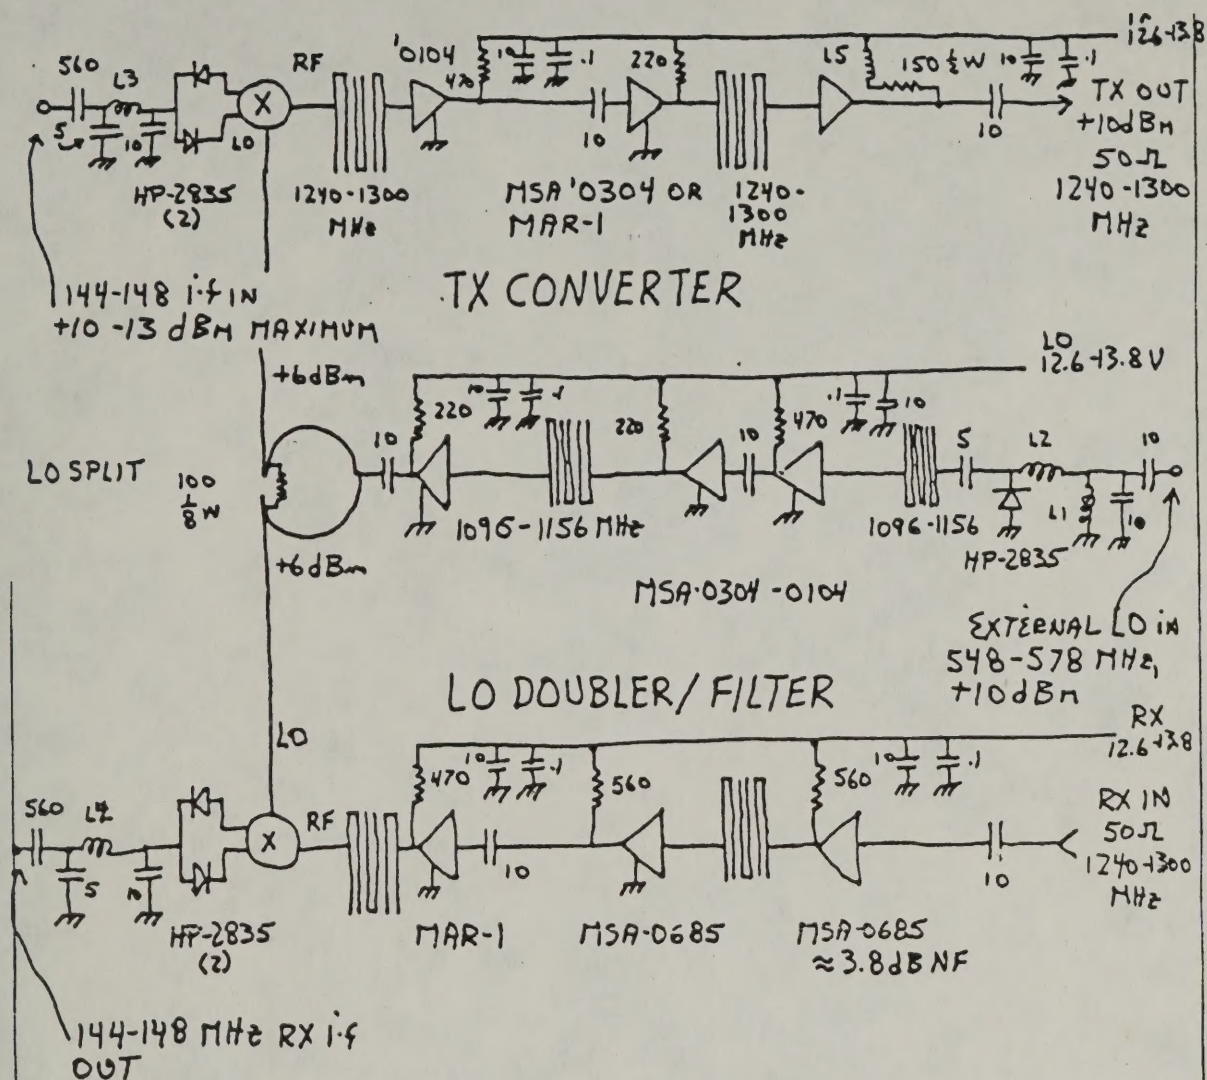 12.6-13.8
560
L3
5
10
HP-2835
(2)
LO
X
RF
1240-1300
MHz
'0104
470
10
.1
10
MSA '0304 OR
MAR-1
220
1240-
1300
MHz
L5
150 ½ W
10
.1
10
TX OUT
+10dBm
50Ω
1240-1300
MHz
144-148 i-f IN
+10 -13 dBm MAXIMUM
TX CONVERTER
+6dBm
LO
12.6-13.8 V
LO SPLIT
100
⅛ W
+6dBm
10
220
10
.1
1096-1156 MHz
220
10
470
.1
10
1096-1156
5
L2
L1
10
10
HP-2835
MSA-0304-0104
EXTERNAL LO iN
548-578 MHz,
+10dBm
LO DOUBLER/FILTER
LO
RX
12.6-13.8
560
L4
5
10
HP-2835
(2)
X
RF
470
10
.1
MAR-1
10
560
MSA-0685
560
10
.1
MSA-0685
≈3.8dB NF
10
RX IN
50Ω
1240-1300
MHz
144-148 MHz RX i-f
OUT